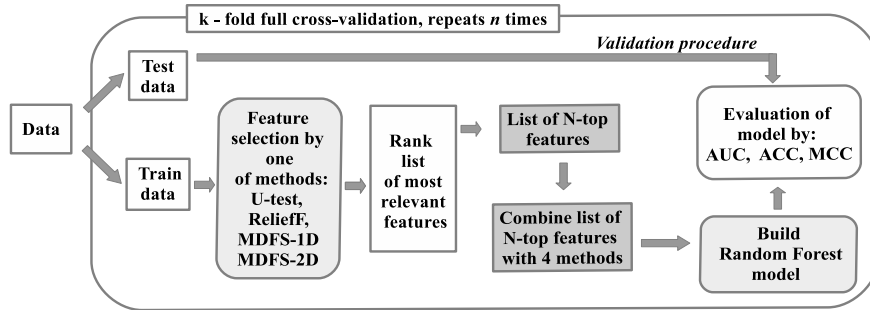 k - fold full cross-validation, repeats n times
Validation procedure
Test
data
Data
Train
data
Feature
selection by
one
of methods:
U-test,
ReliefF,
MDFS-1D
MDFS-2D
Rank
list
of most
relevant
features
List of N-top
features
Combine list of
N-top features
with 4 methods
Build
Random Forest
model
Evaluation of
model by:
AUC, ACC, MCC